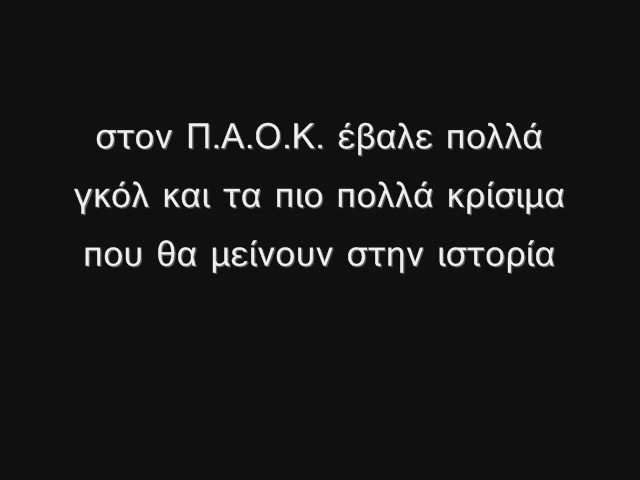 στον Π.Α.Ο.Κ. έβαλε πολλά
γκόλ και τα πιο πολλά κρίσιμα
που θα μείνουν στην ιστορία